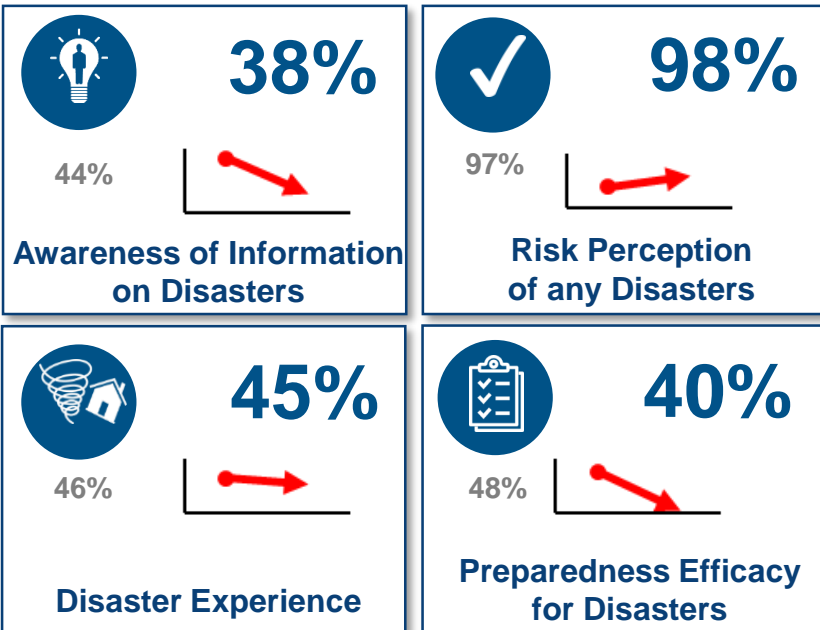 38%
44%
Awareness of Information
on Disasters
98%
97%
Risk Perception
of any Disasters
45%
46%
Disaster Experience
40%
48%
Preparedness Efficacy
for Disasters